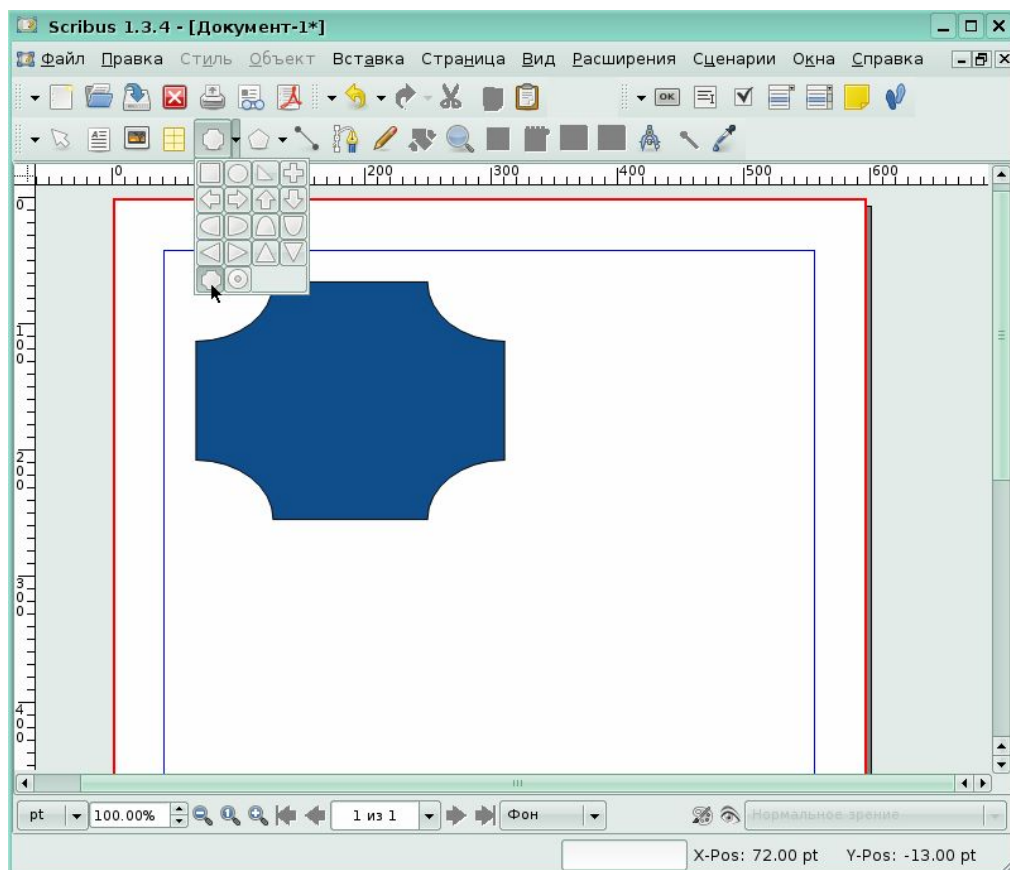 Scribus 1.3.4 - [Документ-1*]
Файл Правка Стиль Объект Вставка Страница Вид Расширения Сценарии Окна Справка
OK
0 200 300 400 500 600
0
100
200
300
400
pt 100.00% 1 из 1 Фон Нормальное зрение
X-Pos: 72.00 pt Y-Pos: -13.00 pt